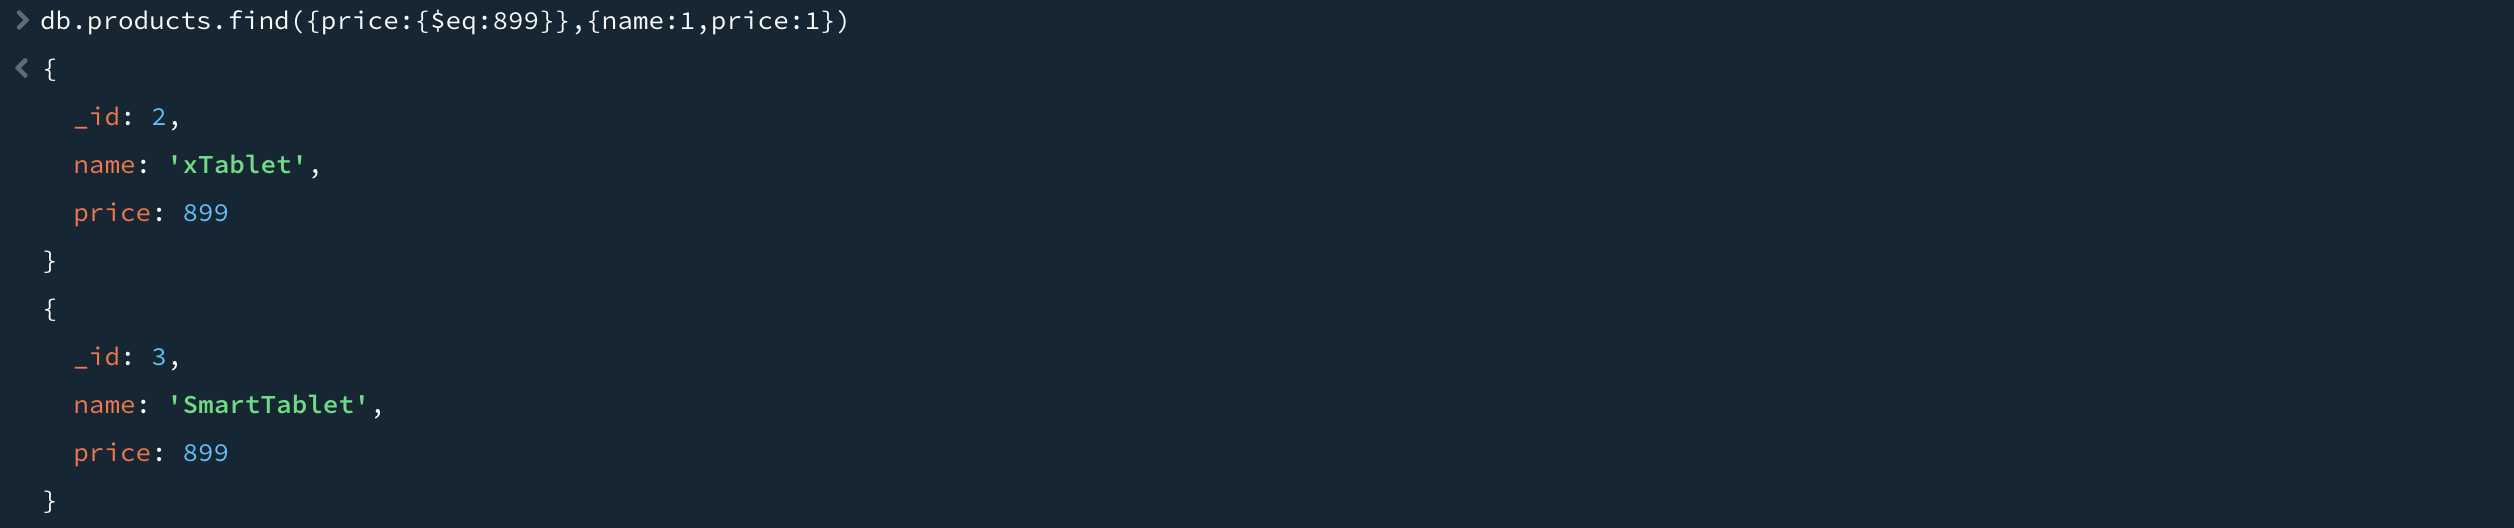 db.products.find({price:{$eq:899}},{name:1,price:1})
{
_id: 2,
name: 'xTablet',
price: 899
}
{
_id: 3,
name: 'SmartTablet',
price: 899
}